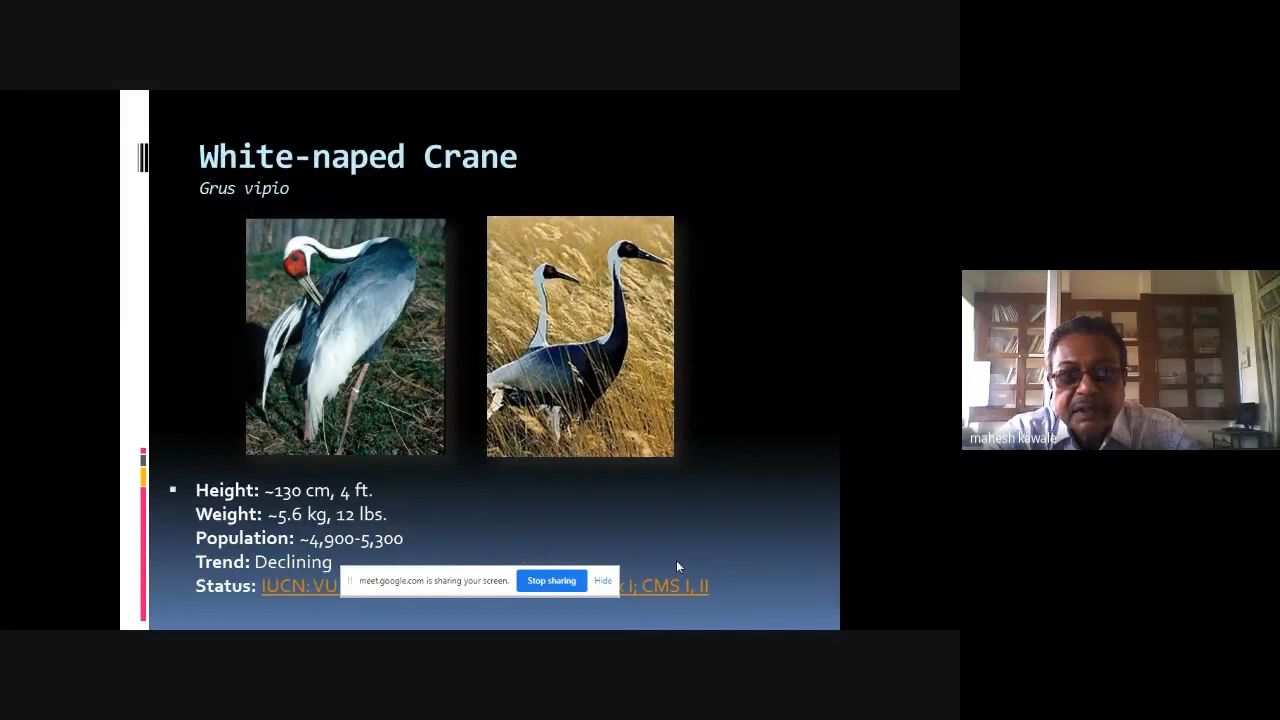 White-naped Crane
Grus vipio
Height: ~130 cm, 4 ft.
Weight: ~5.6 kg, 12 lbs.
Population: ~4,900-5,300
Trend: Declining
Status: IUCN: VU I; CMS I, II
meet.google.com is sharing your screen. Stop sharing Hide
mahesh kawale